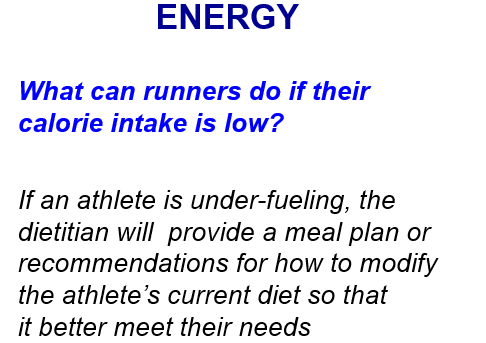 ENERGY
What can runners do if their
calorie intake is low?
If an athlete is under-fueling, the
dietitian will  provide a meal plan or
recommendations for how to modify
the athlete’s current diet so that
it better meet their needs